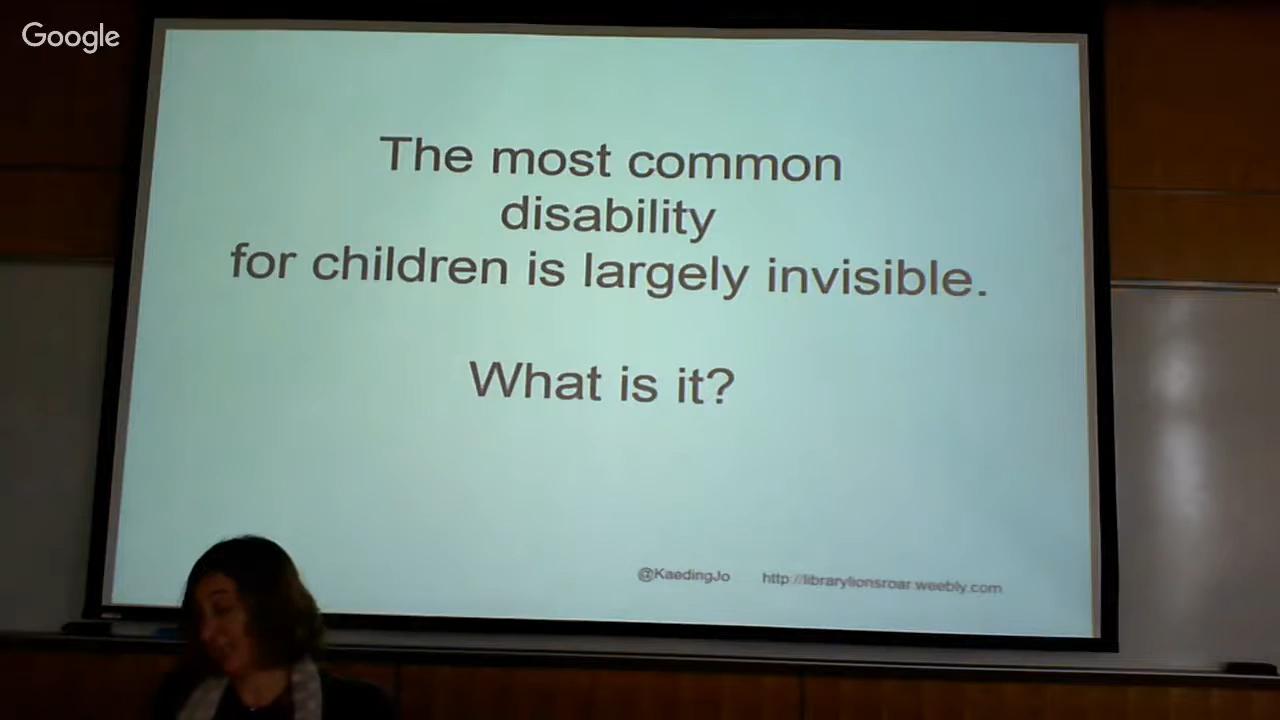 Google
The most common
disability
for children is largely invisible.
What is it?
@KaedingJo http://librarylionsroar.weebly.com